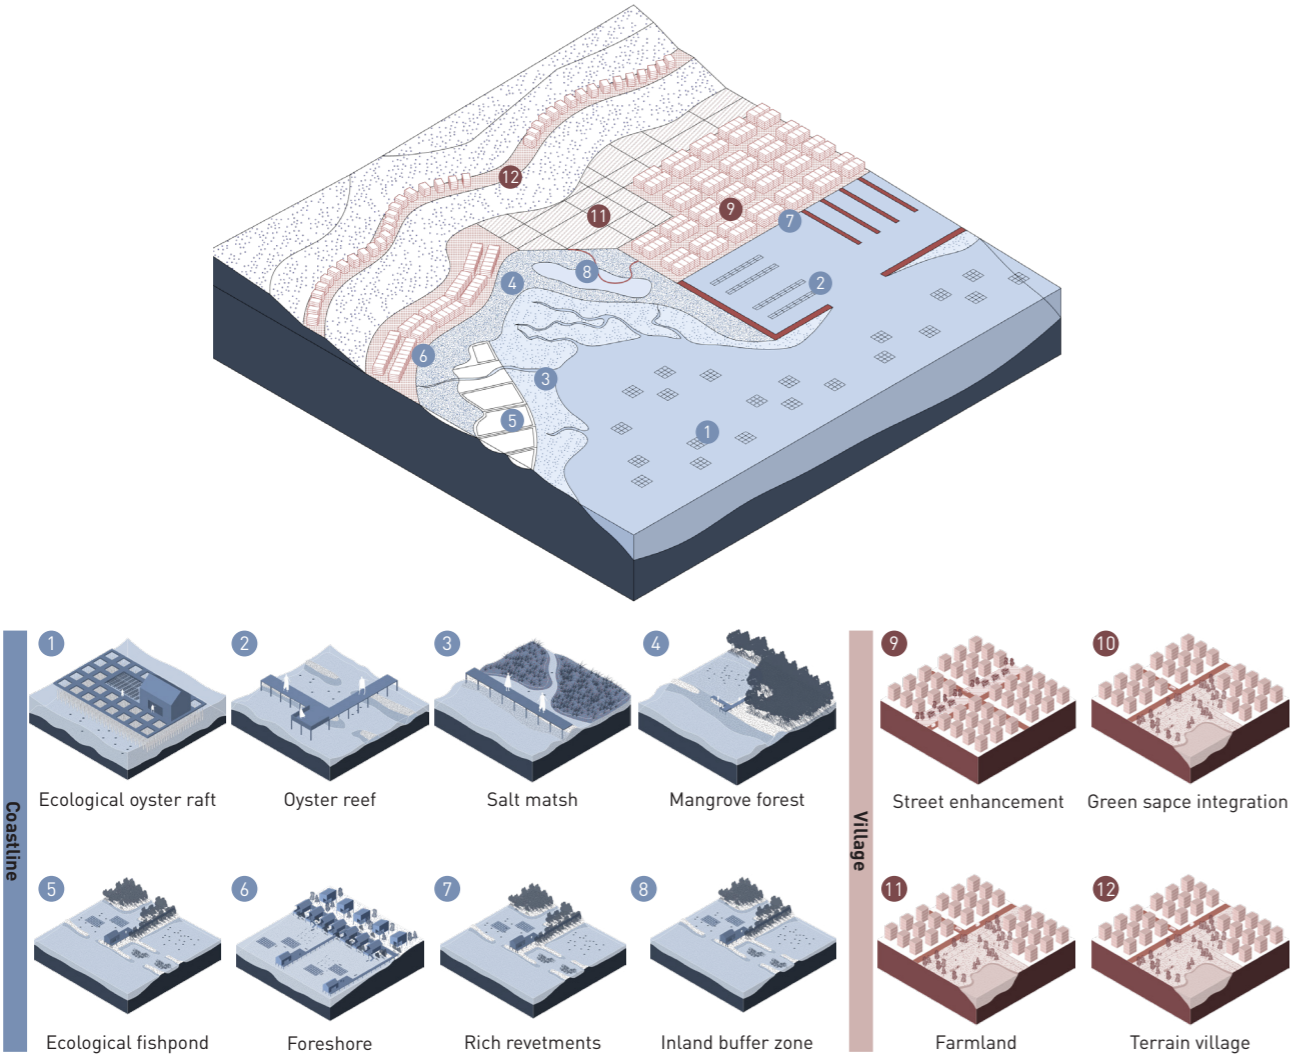 12
11
9
7
8
4
2
6
3
5
1
Coastline
1
2
3
4
Ecological oyster raft
Oyster reef
Salt matsh
Mangrove forest
5
6
7
8
Ecological fishpond
Foreshore
Rich revetments
Inland buffer zone
Village
9
10
Street enhancement
Green sapce integration
11
12
Farmland
Terrain village